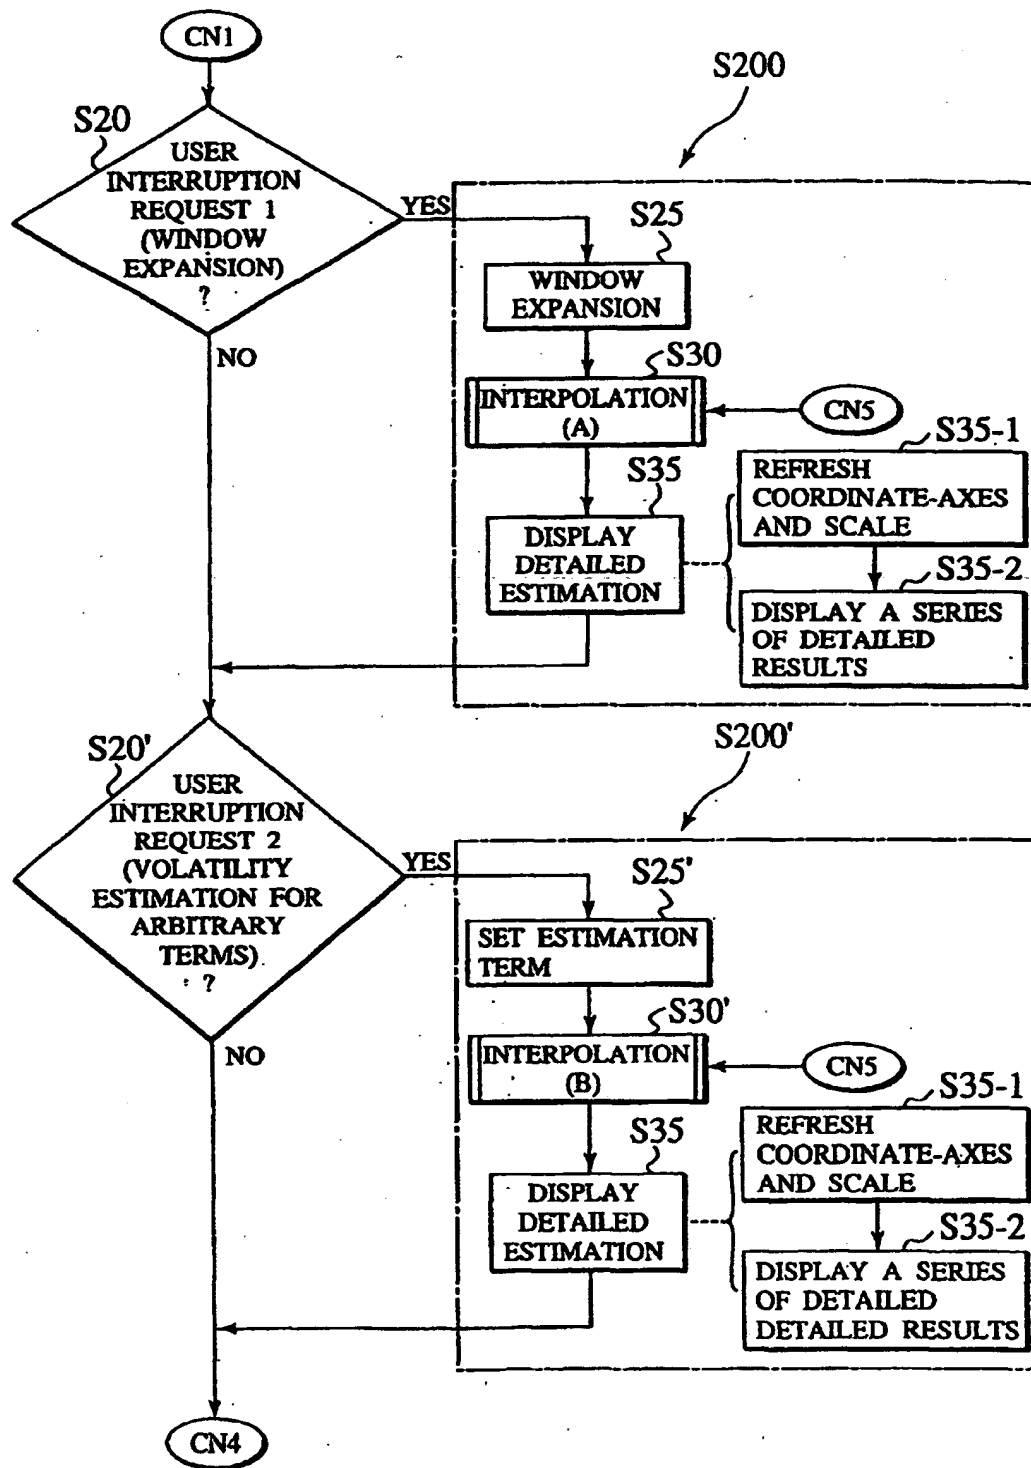 CN1
S200
S20
USER
INTERRUPTION
REQUEST 1
(WINDOW
EXPANSION)
?
YES
NO
S25
WINDOW
EXPANSION
S30
INTERPOLATION
(A)
CN5
S35
DISPLAY
DETAILED
ESTIMATION
S35-1
REFRESH
COORDINATE-AXES
AND SCALE
S35-2
DISPLAY A SERIES
OF DETAILED
RESULTS
S200'
S20'
USER
INTERRUPTION
REQUEST 2
(VOLATILITY
ESTIMATION FOR
ARBITRARY
TERMS)
?
YES
NO
S25'
SET ESTIMATION
TERM
S30'
INTERPOLATION
(B)
CN5
S35
DISPLAY
DETAILED
ESTIMATION
S35-1
REFRESH
COORDINATE-AXES
AND SCALE
S35-2
DISPLAY A SERIES
OF DETAILED
DETAILED RESULTS
CN4